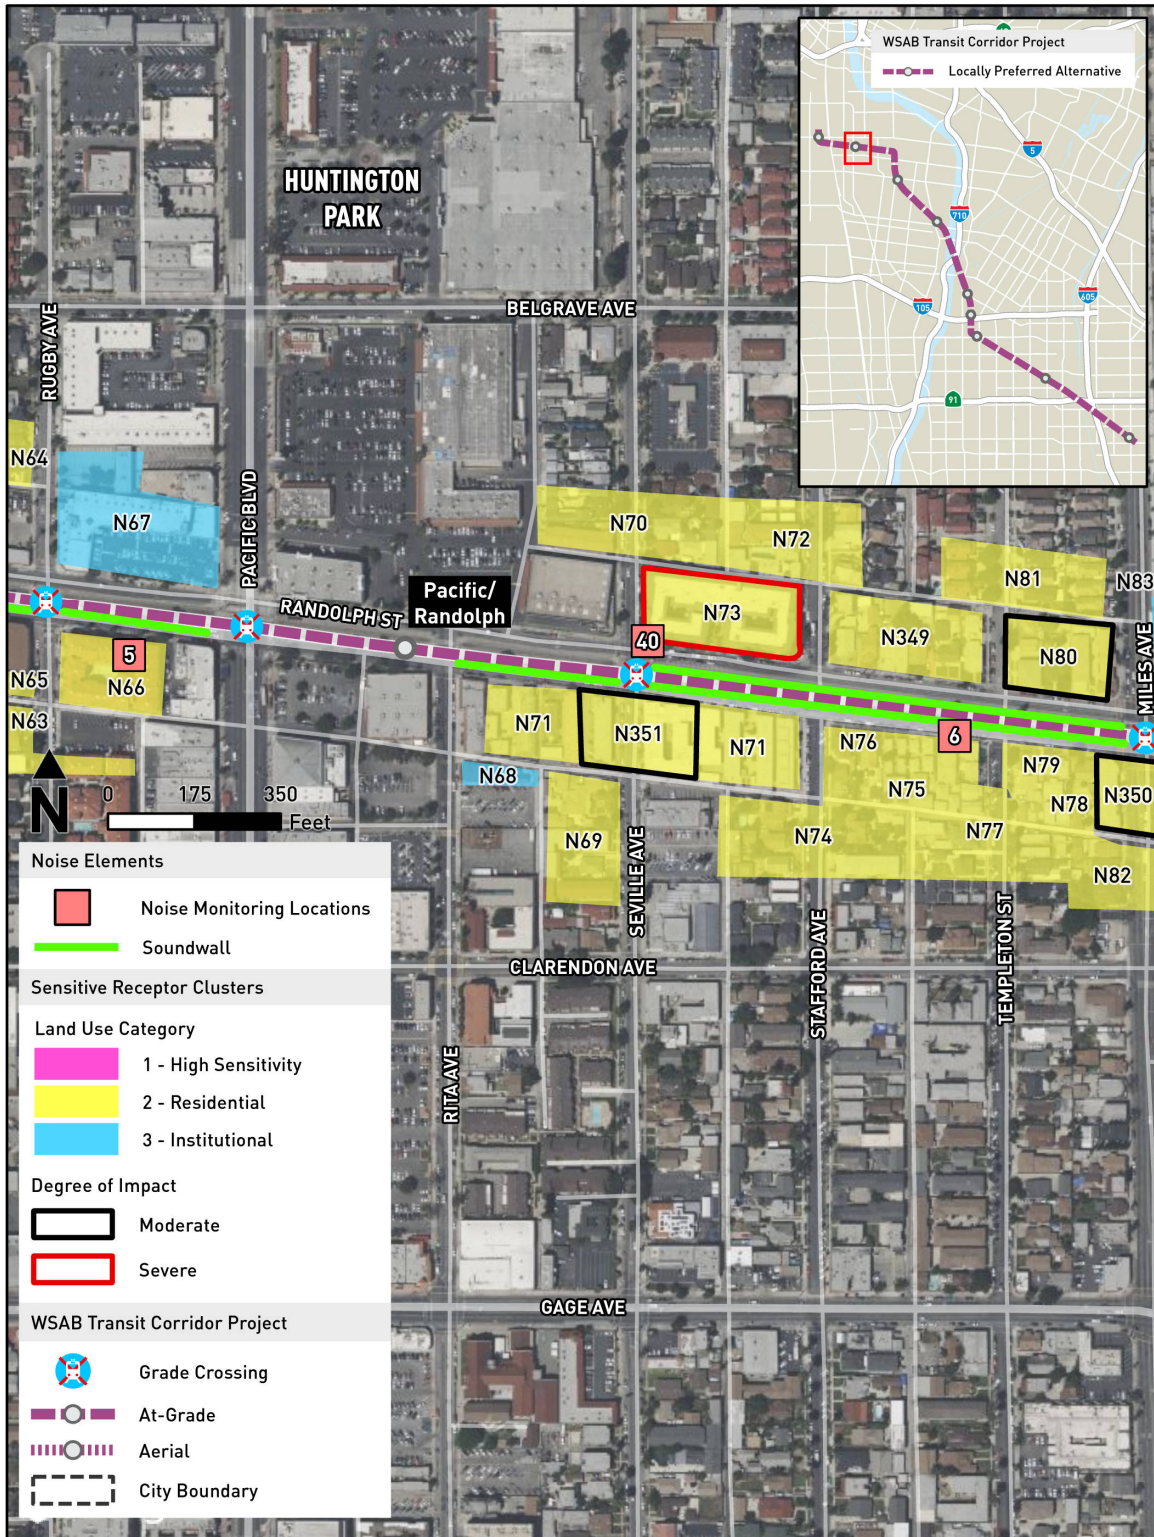 WSAB Transit Corridor Project
Locally Preferred Alternative
5
710
105
605
91
HUNTINGTON
PARK
BELGRAVE AVE
RUGBY AVE
PACIFIC BLVD
N64
N67
N70
N72
N81
N83
N73
N349
N80
MILES AVE
Pacific/
Randolph
RANDOLPH ST
40
5
6
N65
N66
N63
N71
N351
N71
N76
N79
N75
N78
N350
N68
N69
N74
N77
N82
SEVILLE AVE
STAFFORD AVE
TEMPLETON ST
CLARENDON AVE
RITA AVE
GAGE AVE
N
0 175 350
Feet
Noise Elements
Noise Monitoring Locations
Soundwall
Sensitive Receptor Clusters
Land Use Category
1 - High Sensitivity
2 - Residential
3 - Institutional
Degree of Impact
Moderate
Severe
WSAB Transit Corridor Project
Grade Crossing
At-Grade
Aerial
City Boundary